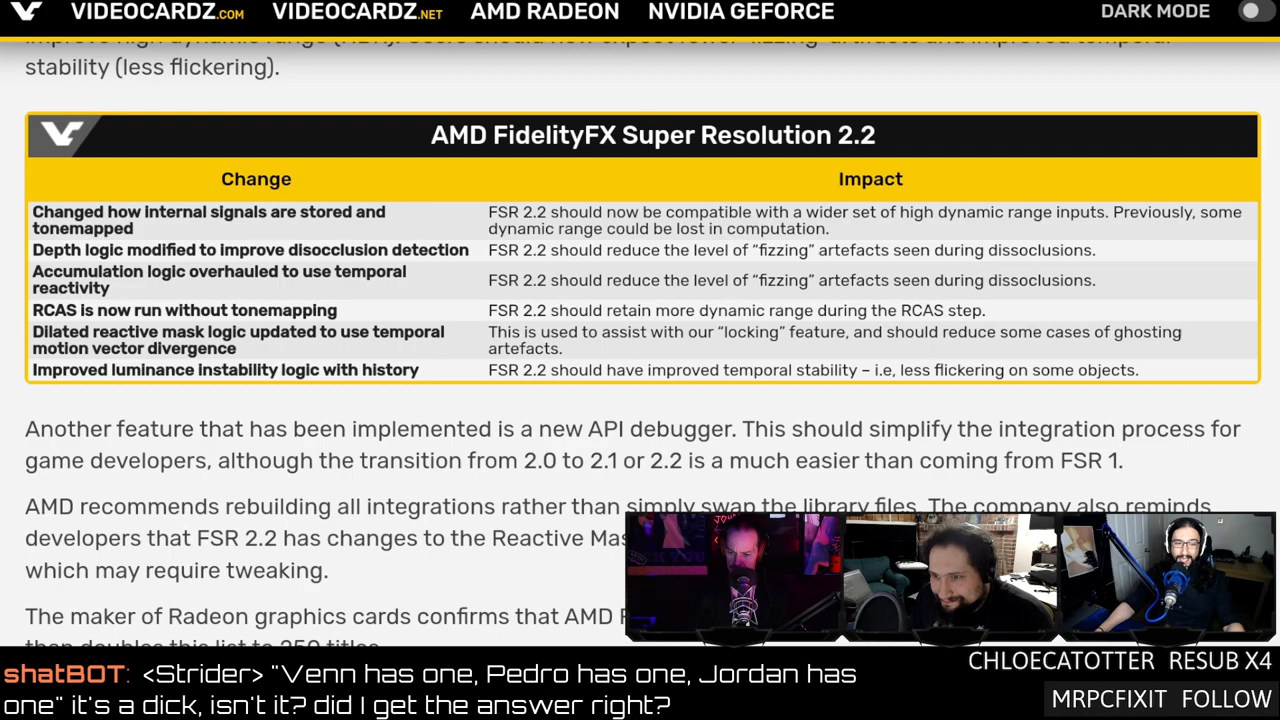 VIDEOCARDZ.COM VIDEOCARDZ.NET AMD RADEON NVIDIA GEFORCE DARK MODE
stability (less flickering).
AMD FidelityFX Super Resolution 2.2
Change Impact
Changed how internal signals are stored and tonemapped
FSR 2.2 should now be compatible with a wider set of high dynamic range inputs. Previously, some
dynamic range could be lost in computation.
Depth logic modified to improve disocclusion detection FSR 2.2 should reduce the level of “fizzing” artefacts seen during dissoclusions.
Accumulation logic overhauled to use temporal
reactivity
FSR 2.2 should reduce the level of “fizzing” artefacts seen during dissoclusions.
RCAS is now run without tonemapping FSR 2.2 should retain more dynamic range during the RCAS step.
Dilated reactive mask logic updated to use temporal
motion vector divergence
This is used to assist with our “locking” feature, and should reduce some cases of ghosting
artefacts.
Improved luminance instability logic with history FSR 2.2 should have improved temporal stability – i.e, less flickering on some objects.
Another feature that has been implemented is a new API debugger. This should simplify the integration process for
game developers, although the transition from 2.0 to 2.1 or 2.2 is a much easier than coming from FSR 1.
AMD recommends rebuilding all integrations rather than simply swap the library files. The company also reminds
developers that FSR 2.2 has changes to the Reactive Mas
which may require tweaking.
The maker of Radeon graphics cards confirms that AMD F
shatBOT: <Strider> "Venn has one, Pedro has one, Jordan has
one" it's a dick, isn't it? did I get the answer right?
CHLOECATOTTER RESUB X4
MRPCFIXIT FOLLOW